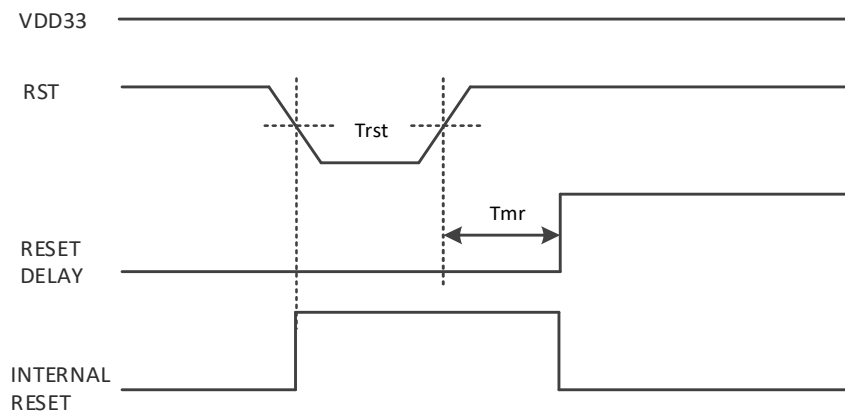 VDD33
RST
Trst
Tmr
RESET
DELAY
INTERNAL
RESET